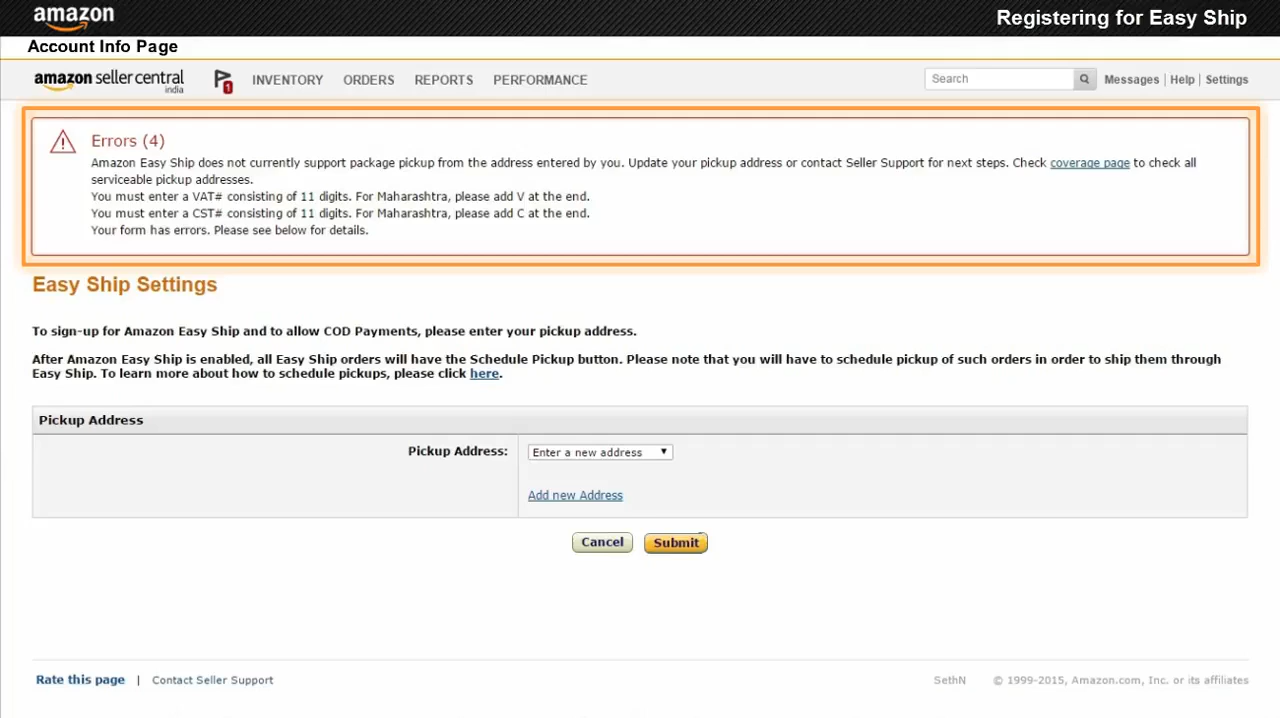 amazon
Registering for Easy Ship
Account Info Page
amazon seller central
india
1
INVENTORY ORDERS REPORTS PERFORMANCE
Search
Messages | Help | Settings
Errors (4)
Amazon Easy Ship does not currently support package pickup from the address entered by you. Update your pickup address or contact Seller Support for next steps. Check coverage page to check all
serviceable pickup addresses.
You must enter a VAT# consisting of 11 digits. For Maharashtra, please add V at the end.
You must enter a CST# consisting of 11 digits. For Maharashtra, please add C at the end.
Your form has errors. Please see below for details.
Easy Ship Settings
To sign-up for Amazon Easy Ship and to allow COD Payments, please enter your pickup address.
After Amazon Easy Ship is enabled, all Easy Ship orders will have the Schedule Pickup button. Please note that you will have to schedule pickup of such orders in order to ship them through
Easy Ship. To learn more about how to schedule pickups, please click here.
Pickup Address
Pickup Address: Enter a new address
Add new Address
Cancel Submit
Rate this page | Contact Seller Support
SethN © 1999-2015, Amazon.com, Inc. or its affiliates